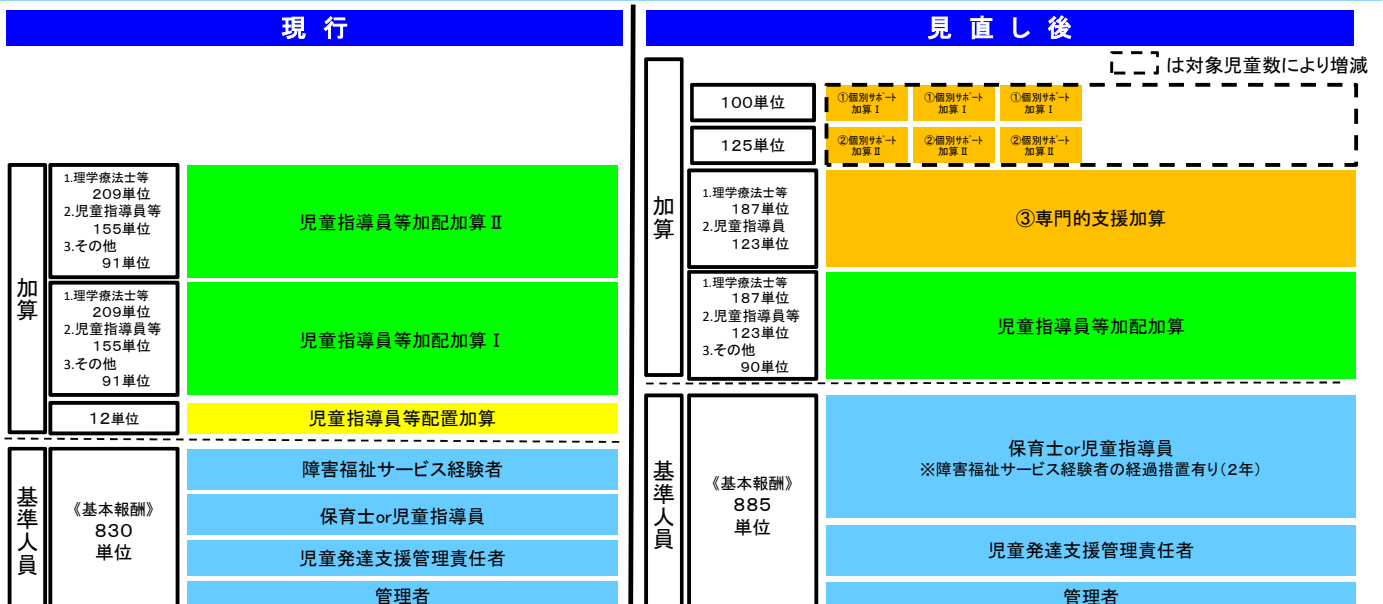 現 行
加算
1.理学療法士等
209単位
2.児童指導員等
155単位
3.その他
91単位
児童指導員等加配加算Ⅱ
1.理学療法士等
209単位
2.児童指導員等
155単位
3.その他
91単位
児童指導員等加配加算Ⅰ
12単位
児童指導員等配置加算
基準人員
《基本報酬》
830
単位
障害福祉サービス経験者
保育士or児童指導員
児童発達支援管理責任者
管理者
見 直 し 後
は対象児童数により増減
加算
100単位
①個別サポート
加算Ⅰ
①個別サポート
加算Ⅰ
①個別サポート
加算Ⅰ
125単位
②個別サポート
加算Ⅱ
②個別サポート
加算Ⅱ
②個別サポート
加算Ⅱ
1.理学療法士等
187単位
2.児童指導員
123単位
③専門的支援加算
1.理学療法士等
187単位
2.児童指導員等
123単位
3.その他
90単位
児童指導員等加配加算
基準人員
《基本報酬》
885
単位
保育士or児童指導員
※障害福祉サービス経験者の経過措置有り(2年)
児童発達支援管理責任者
管理者